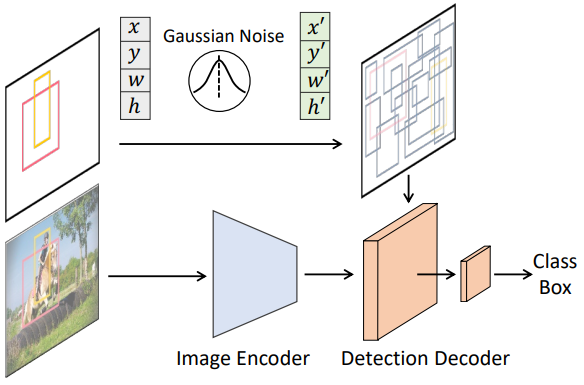 x
y
w
h
Gaussian Noise
x′
y′
w′
h′
Image Encoder
Detection Decoder
Class
Box